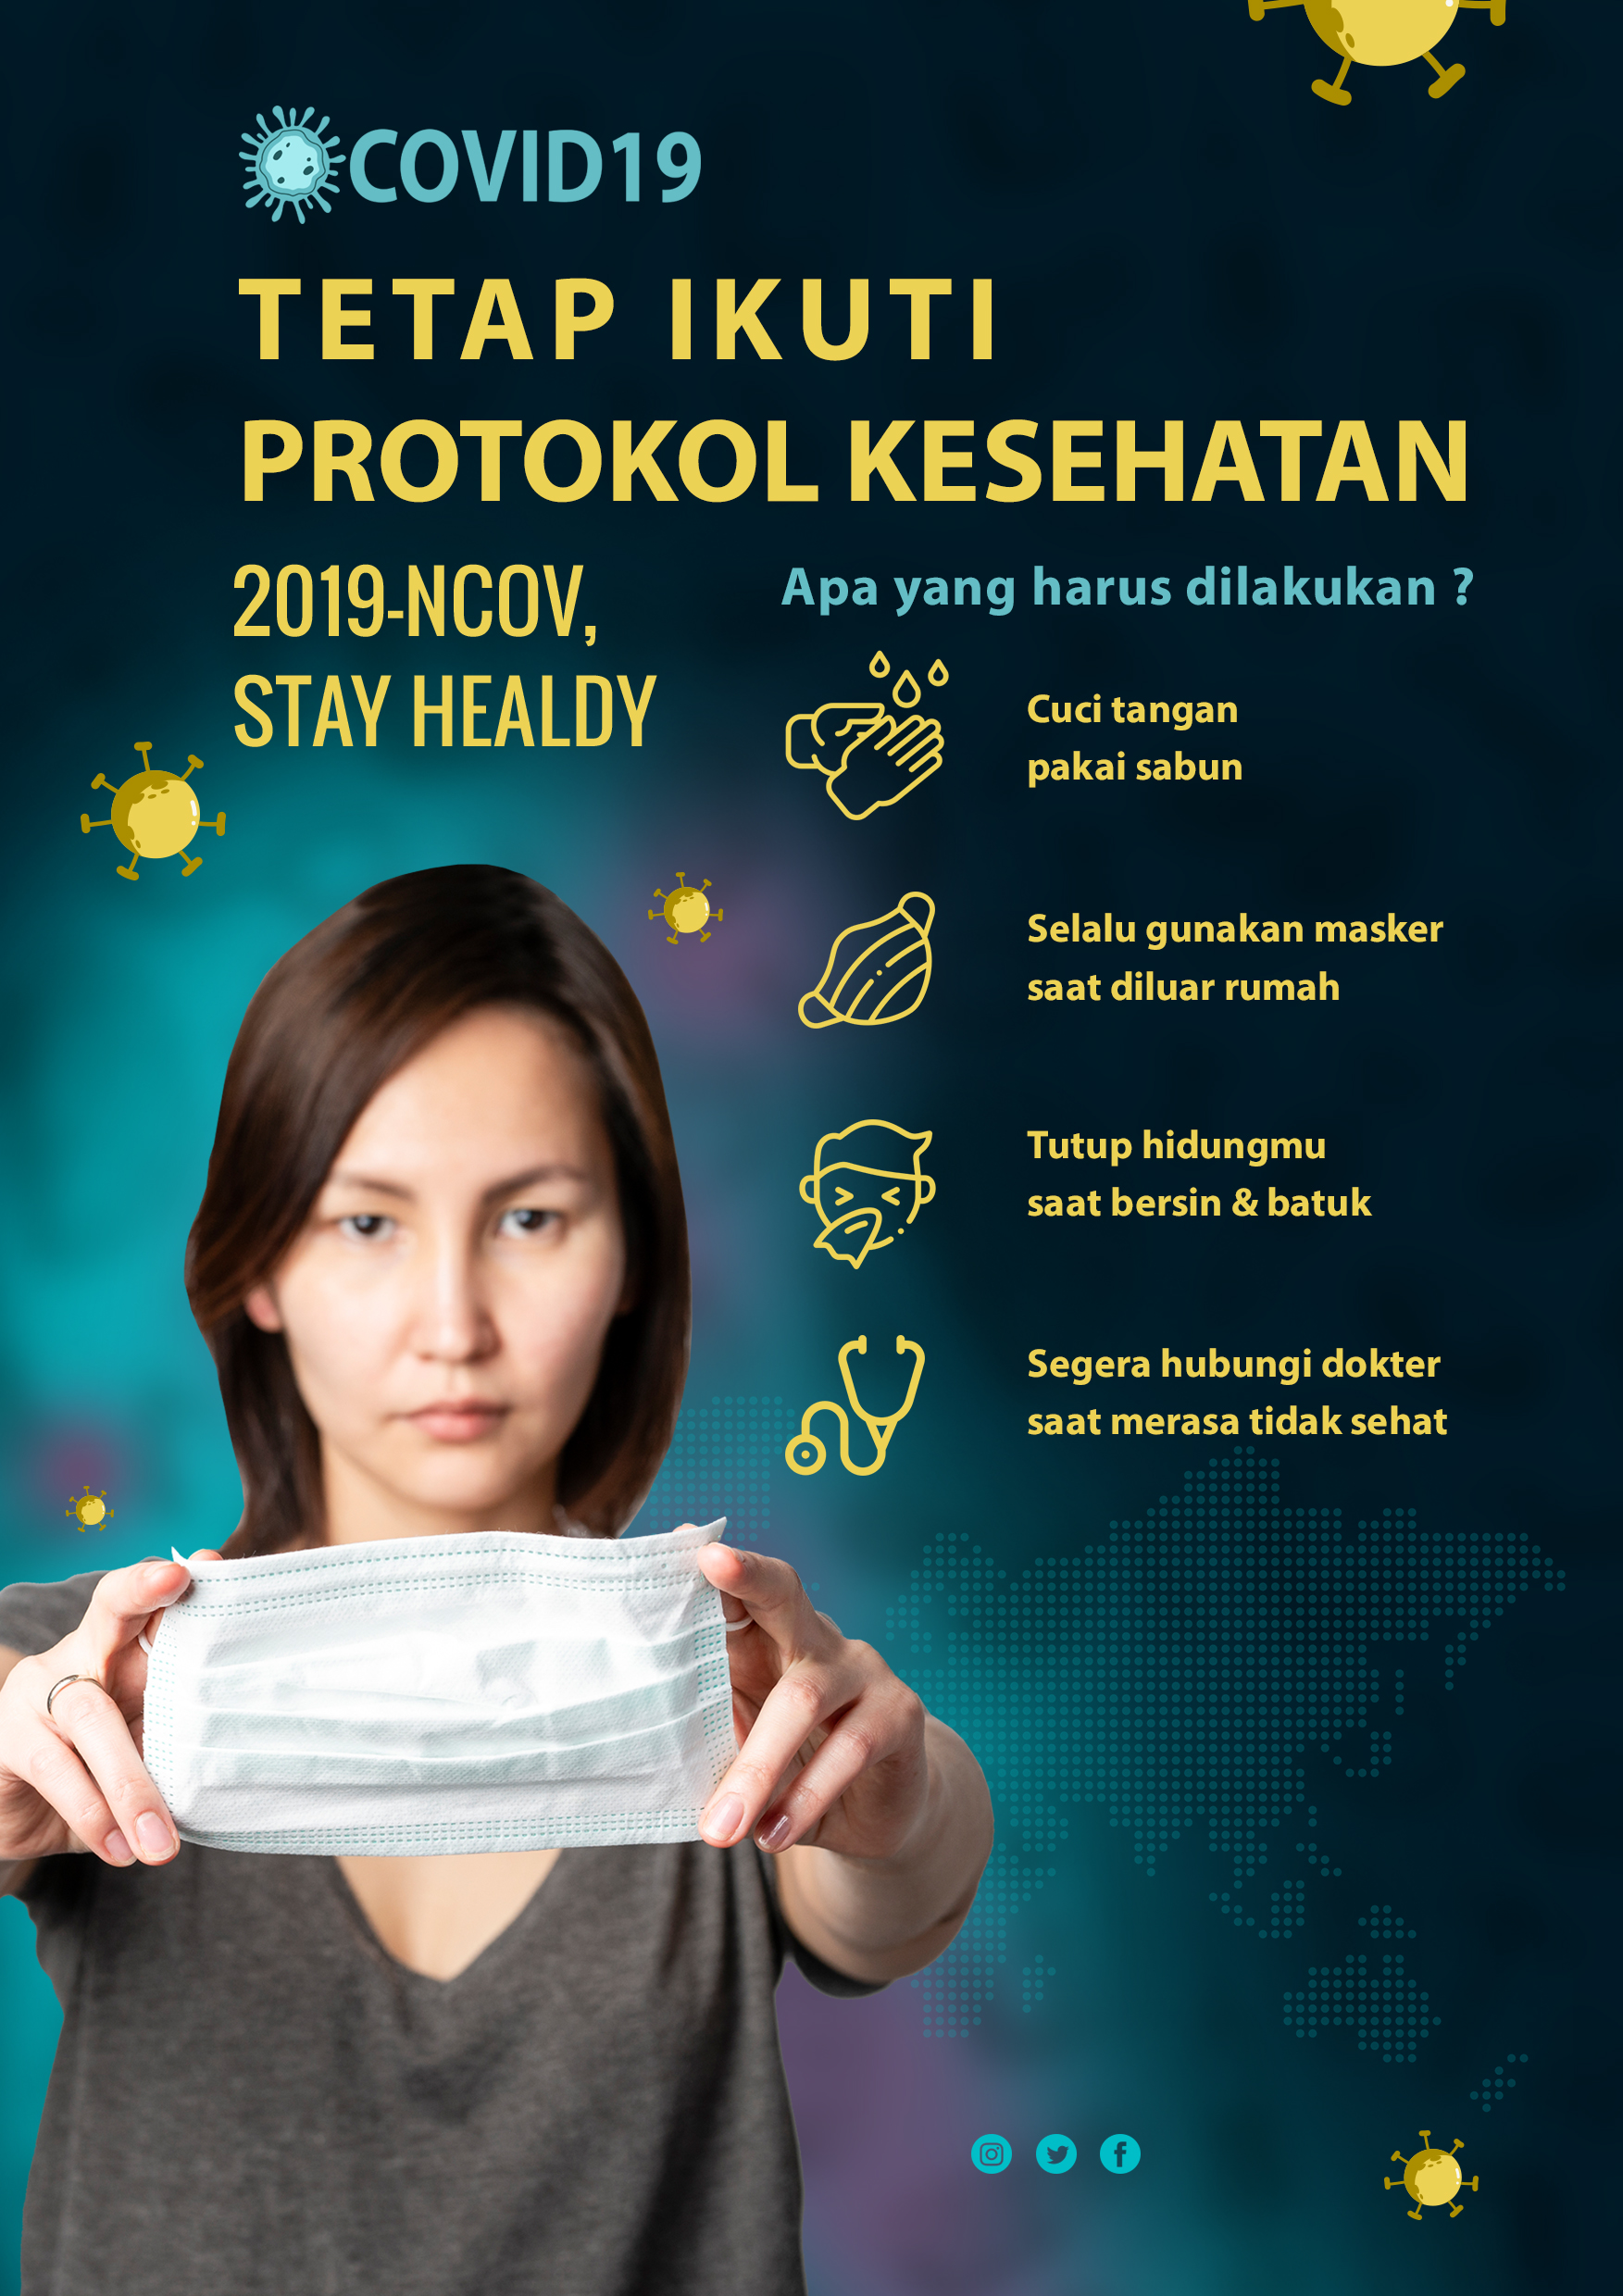 COVID19
TETAP IKUTI
PROTOKOL KESEHATAN
2019-NCOV,
STAY HEALDY
Apa yang harus dilakukan ?
Cuci tangan
pakai sabun
Selalu gunakan masker
saat diluar rumah
Tutup hidungmu
saat bersin & batuk
Segera hubungi dokter
saat merasa tidak sehat